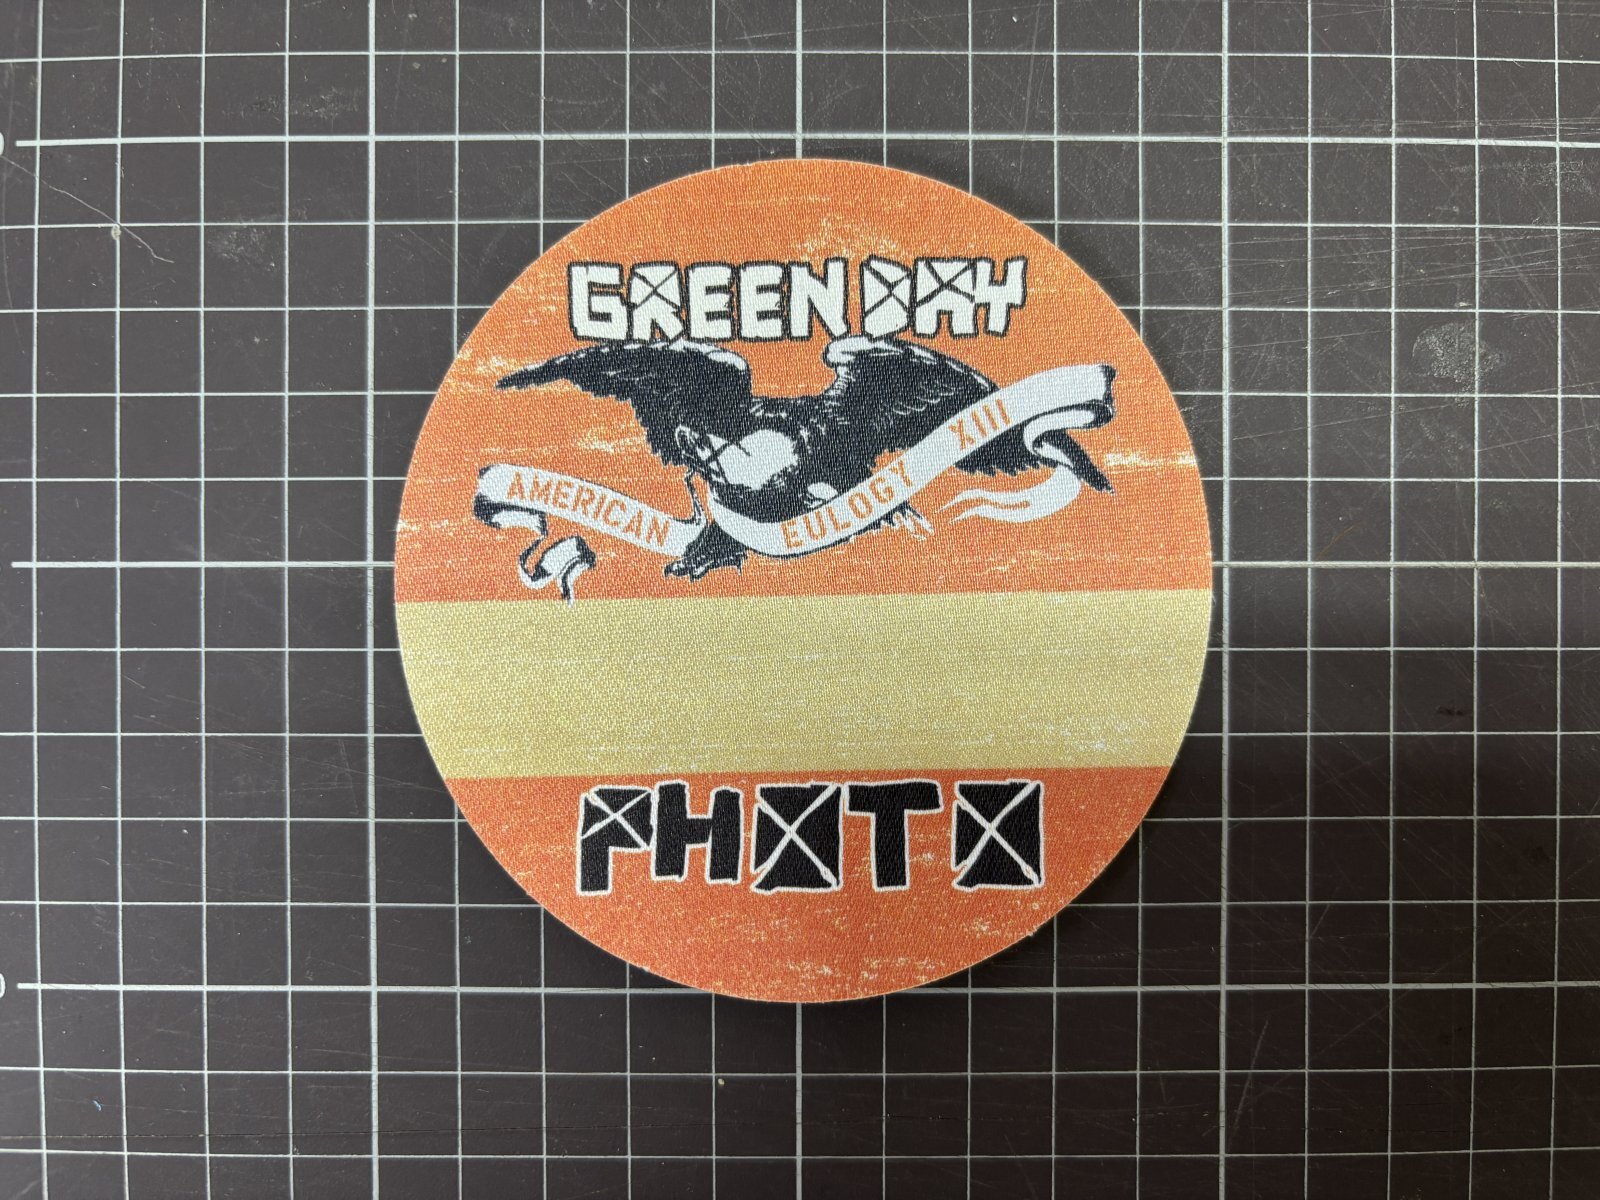 GREEN DAY
AMERICAN EULOGY XIII
PHOTO